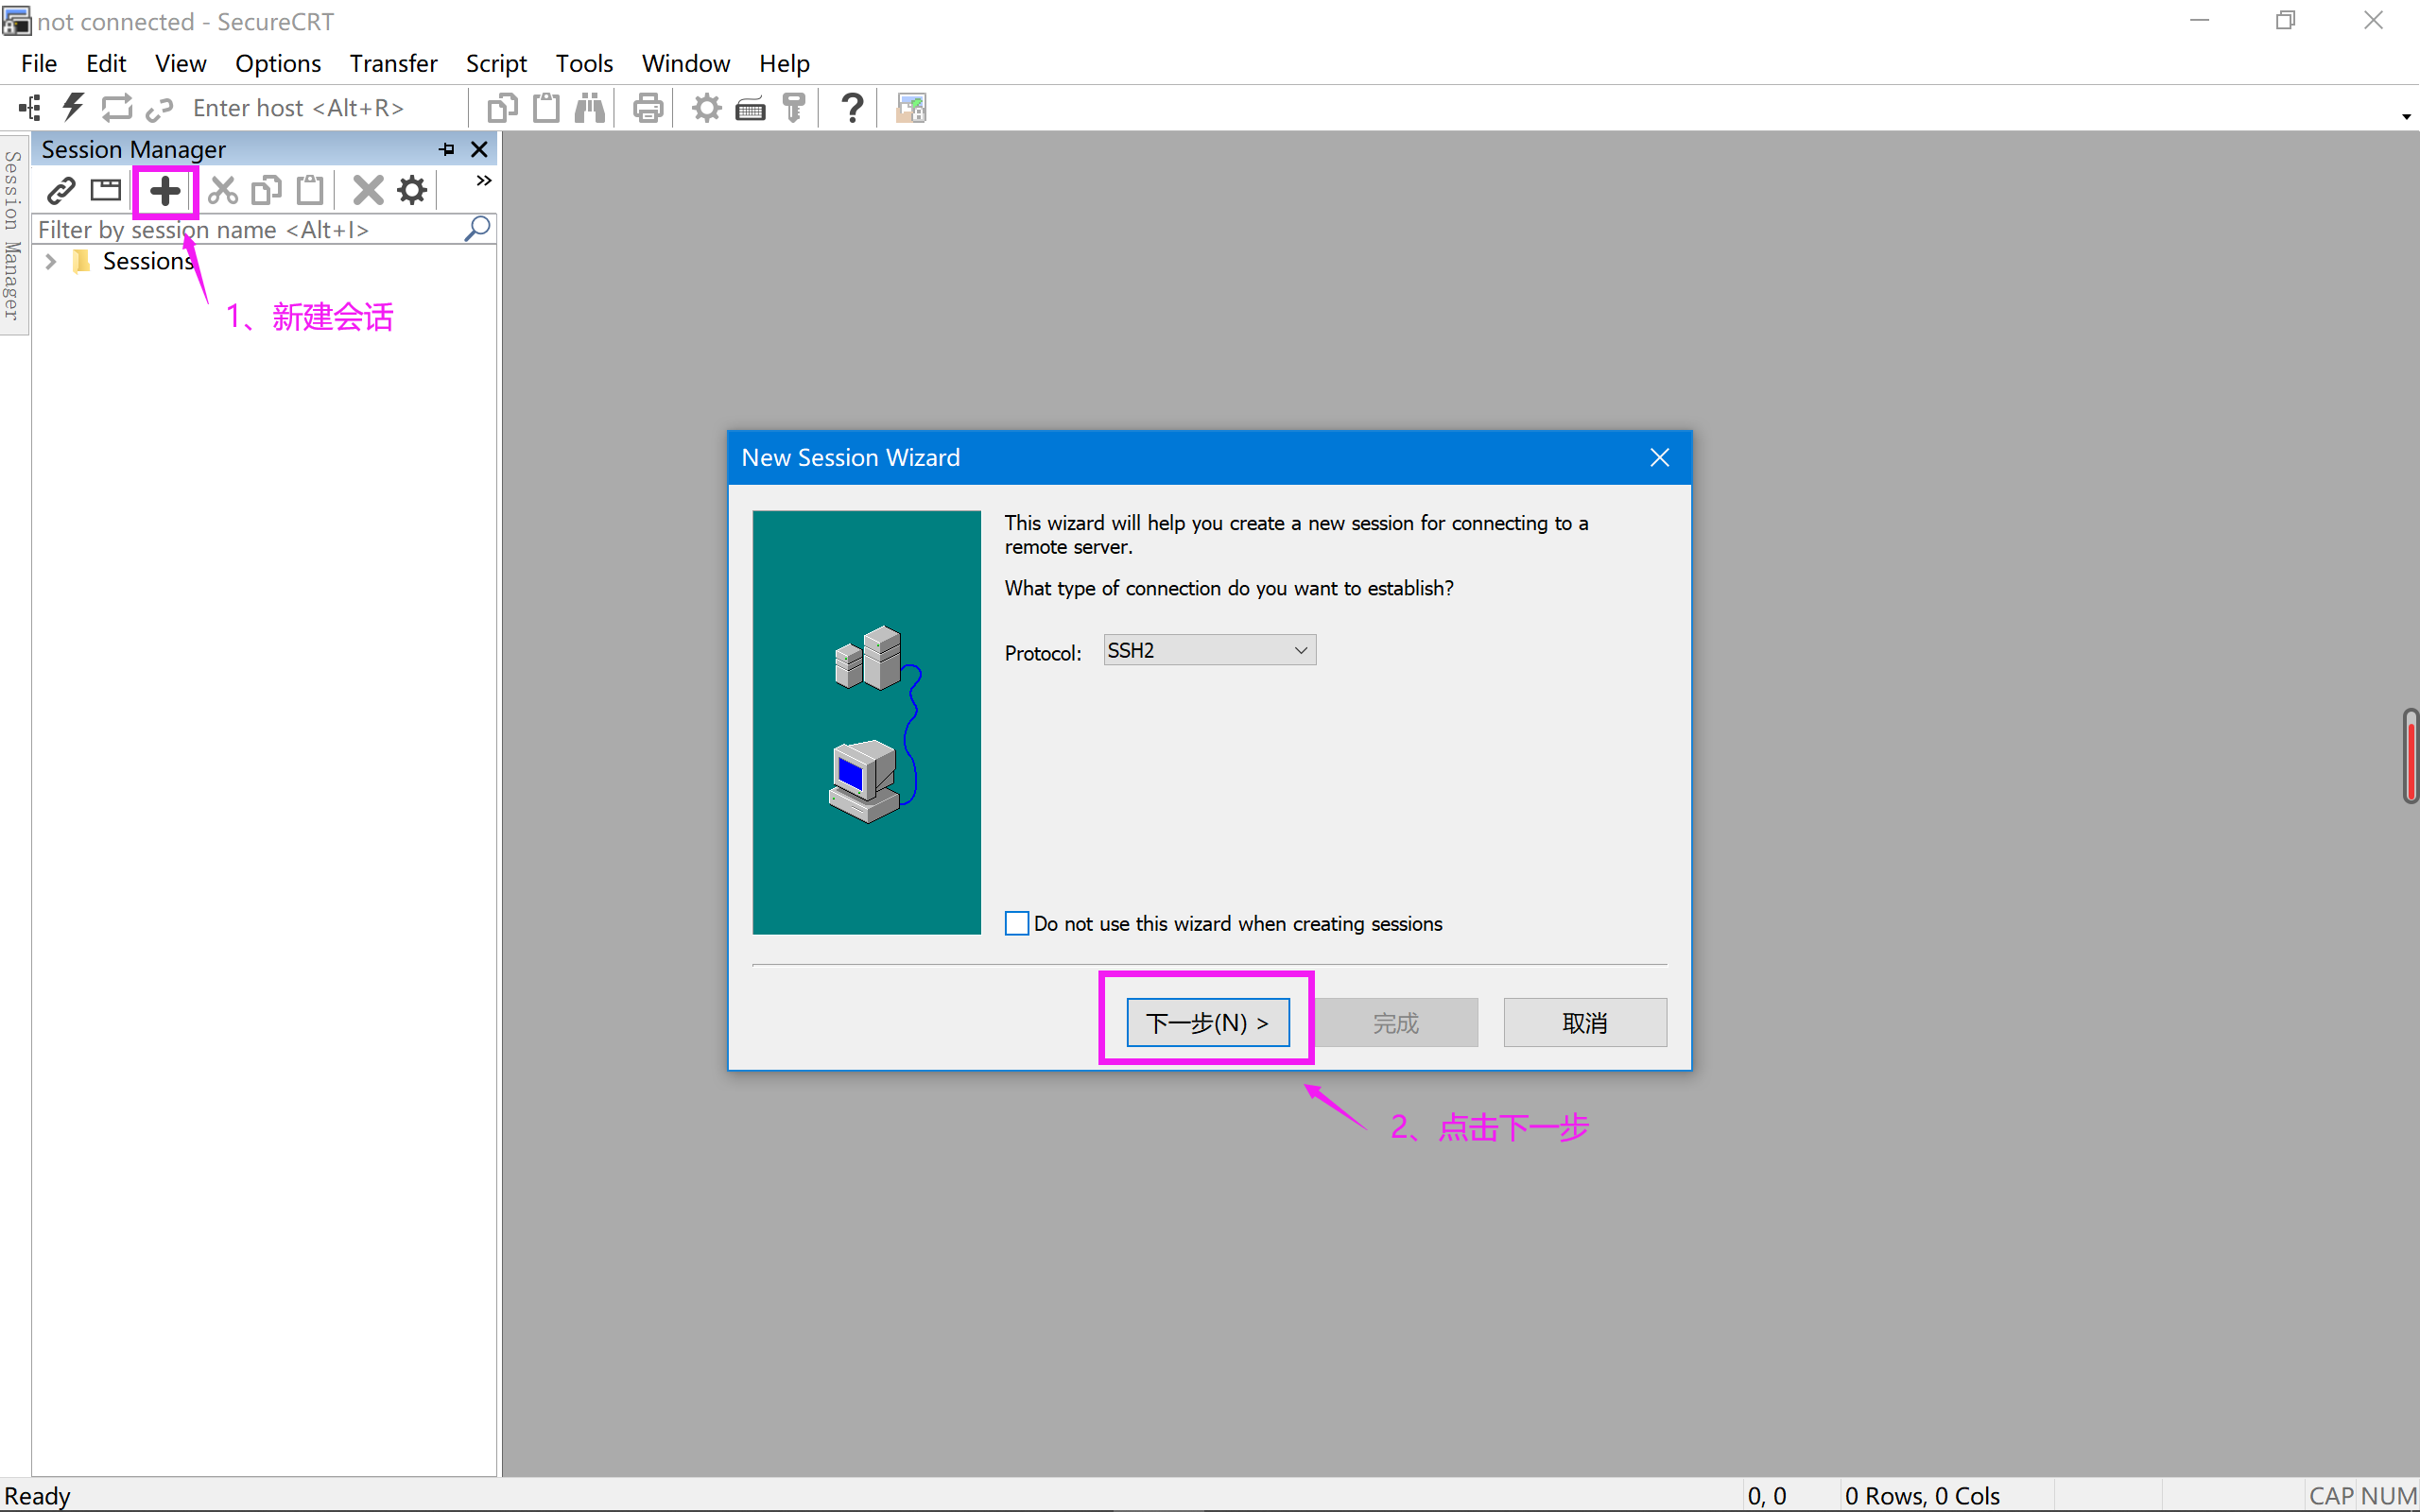 not connected - SecureCRT
File Edit View Options Transfer Script Tools Window Help
Enter host <Alt+R>
Session Manager
Session Manager
Filter by session name <Alt+I>
Sessions
1、新建会话
New Session Wizard
This wizard will help you create a new session for connecting to a
remote server.
What type of connection do you want to establish?
Protocol: SSH2
Do not use this wizard when creating sessions
下一步(N) > 完成 取消
2、点击下一步
Ready 0, 0 0 Rows, 0 Cols CAP NUM